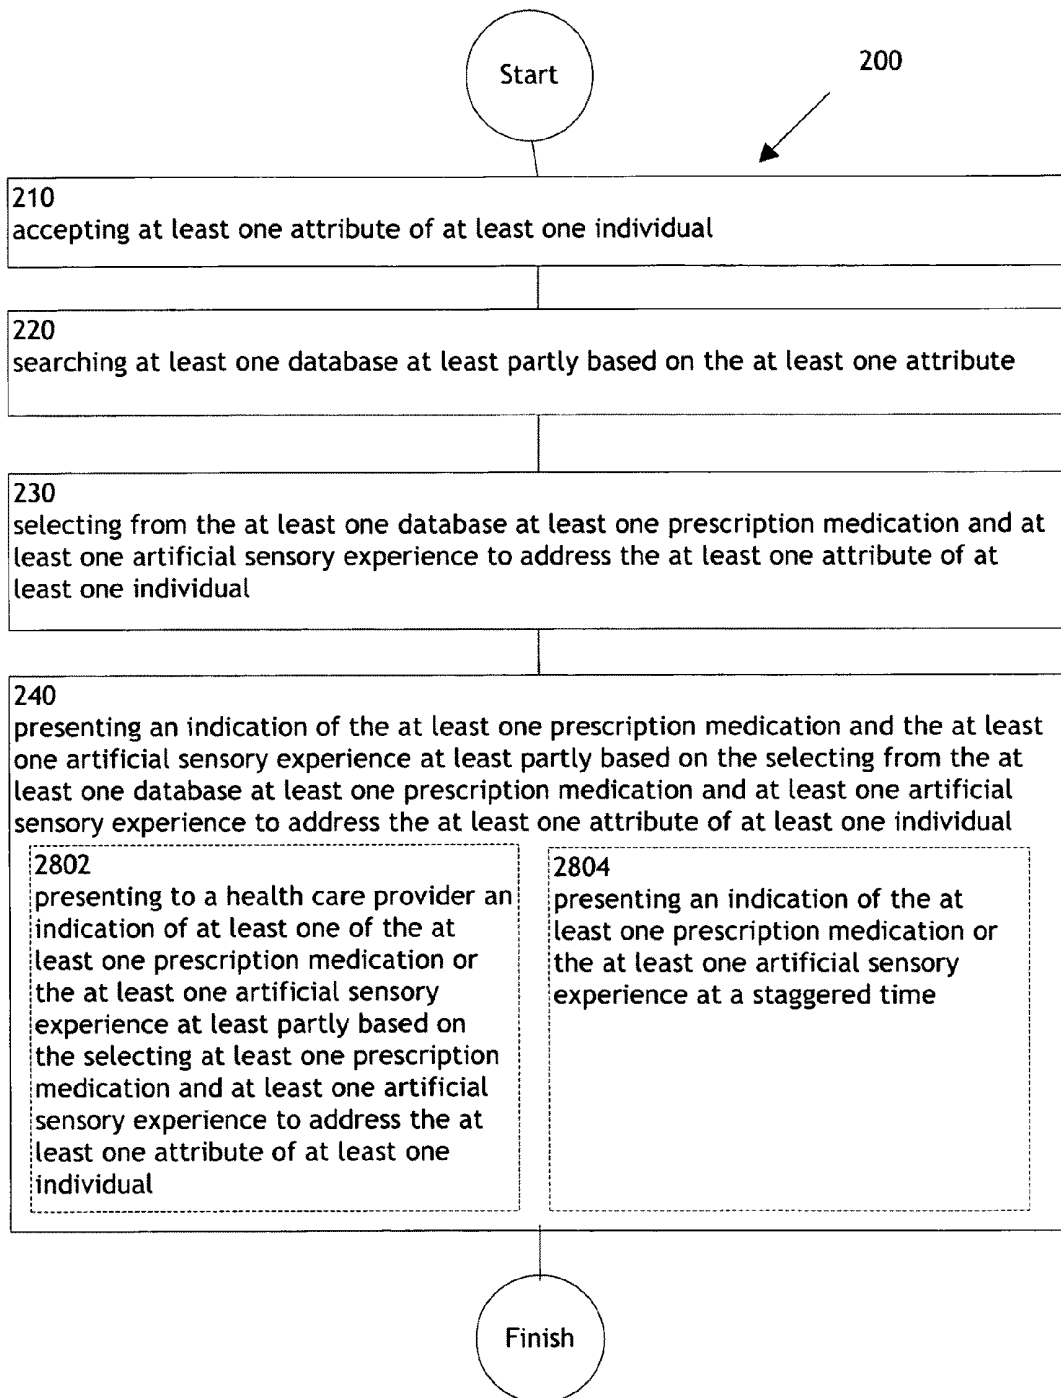 Start
200
210
accepting at least one attribute of at least one individual
220
searching at least one database at least partly based on the at least one attribute
230
selecting from the at least one database at least one prescription medication and at
least one artificial sensory experience to address the at least one attribute of at
least one individual
240
presenting an indication of the at least one prescription medication and the at least
one artificial sensory experience at least partly based on the selecting from the at
least one database at least one prescription medication and at least one artificial
sensory experience to address the at least one attribute of at least one individual
2802
presenting to a health care provider an
indication of at least one of the at
least one prescription medication or
the at least one artificial sensory
experience at least partly based on
the selecting at least one prescription
medication and at least one artificial
sensory experience to address the at
least one attribute of at least one
individual
2804
presenting an indication of the at
least one prescription medication or
the at least one artificial sensory
experience at a staggered time
Finish